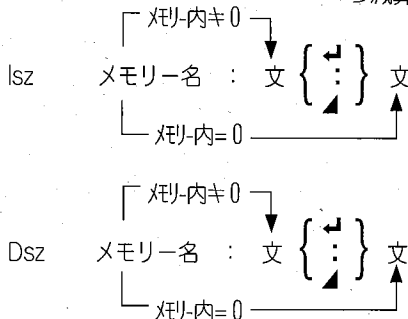 メモリー内≠0
Isz メモリー名 : 文 { ↵ : ◢ } 文
メモリー内=0
メモリー内≠0
Dsz メモリー名 : 文 { ↵ : ◢ } 文
メモリー内=0